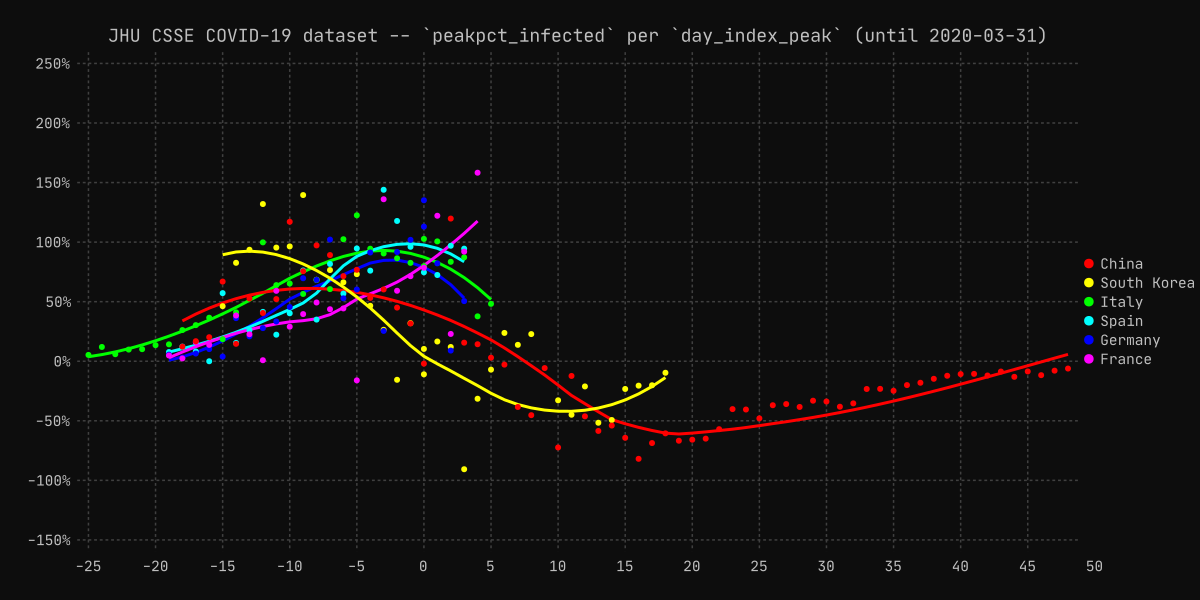 JHU CSSE COVID-19 dataset -- `peakpct_infected` per `day_index_peak` (until 2020-03-31)
250%
200%
150%
100%
50%
0%
-50%
-100%
-150%
-25 -20 -15 -10 -5 0 5 10 15 20 25 30 35 40 45 50
China
South Korea
Italy
Spain
Germany
France